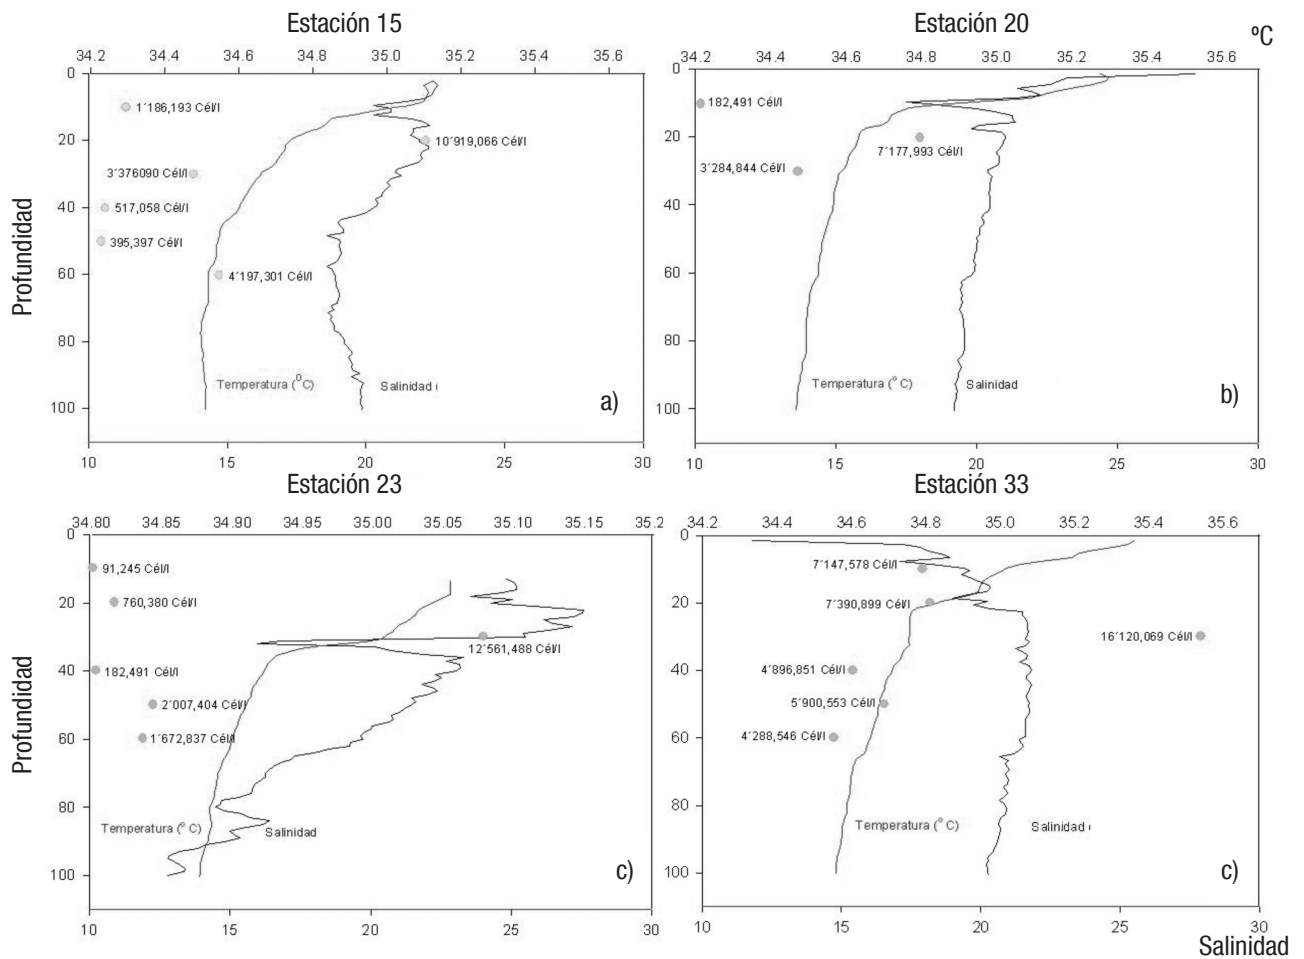 Estación 15
Estación 20
ºC
34.2 34.4 34.6 34.8 35.0 35.2 35.4 35.6
34.2 34.4 34.6 34.8 35.0 35.2 35.4 35.6
Profundidad
0
20
40
60
80
100
1´186,193 Cél/l
10´919,066 Cél/l
3´376090 Cél/l
517,058 Cél/l
395,397 Cél/l
4´197,301 Cél/l
Temperatura (°C)
Salinidad
a)
10 15 20 25 30
0
20
40
60
80
100
182,491 Cél/l
7´177,993 Cél/l
3´284,844 Cél/l
Temperatura (°C)
Salinidad
b)
10 15 20 25 30
Estación 23
Estación 33
34.80 34.85 34.90 34.95 35.00 35.05 35.10 35.15 35.2
34.2 34.4 34.6 34.8 35.0 35.2 35.4 35.6
Profundidad
0
20
40
60
80
100
91,245 Cél/l
760,380 Cél/l
12´561,488 Cél/l
182,491 Cél/l
2´007,404 Cél/l
1´672,837 Cél/l
Temperatura (° C)
Salinidad
c)
10 15 20 25 30
0
20
40
60
80
100
7´147,578 Cél/l
7´390,899 Cél/l
16´120,069 Cél/l
4´896,851 Cél/l
5´900,553 Cél/l
4´288,546 Cél/l
Temperatura (° C)
Salinidad
c)
10 15 20 25 30
Salinidad